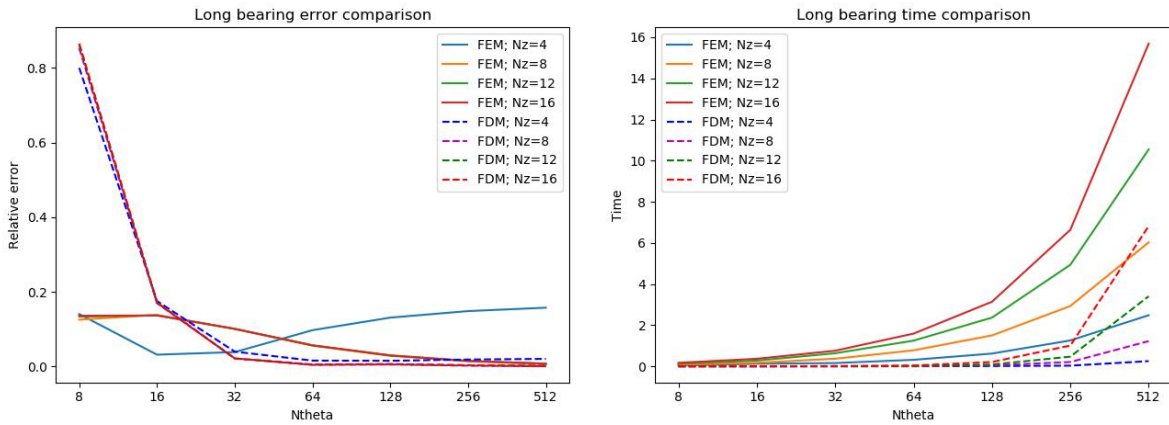 Long bearing error comparison
Relative error
0.8
0.6
0.4
0.2
0.0
FEM; Nz=4
FEM; Nz=8
FEM; Nz=12
FEM; Nz=16
FDM; Nz=4
FDM; Nz=8
FDM; Nz=12
FDM; Nz=16
8 16 32 64 128 256 512
Ntheta
Long bearing time comparison
Time
16
14
12
10
8
6
4
2
0
FEM; Nz=4
FEM; Nz=8
FEM; Nz=12
FEM; Nz=16
FDM; Nz=4
FDM; Nz=8
FDM; Nz=12
FDM; Nz=16
8 16 32 64 128 256 512
Ntheta